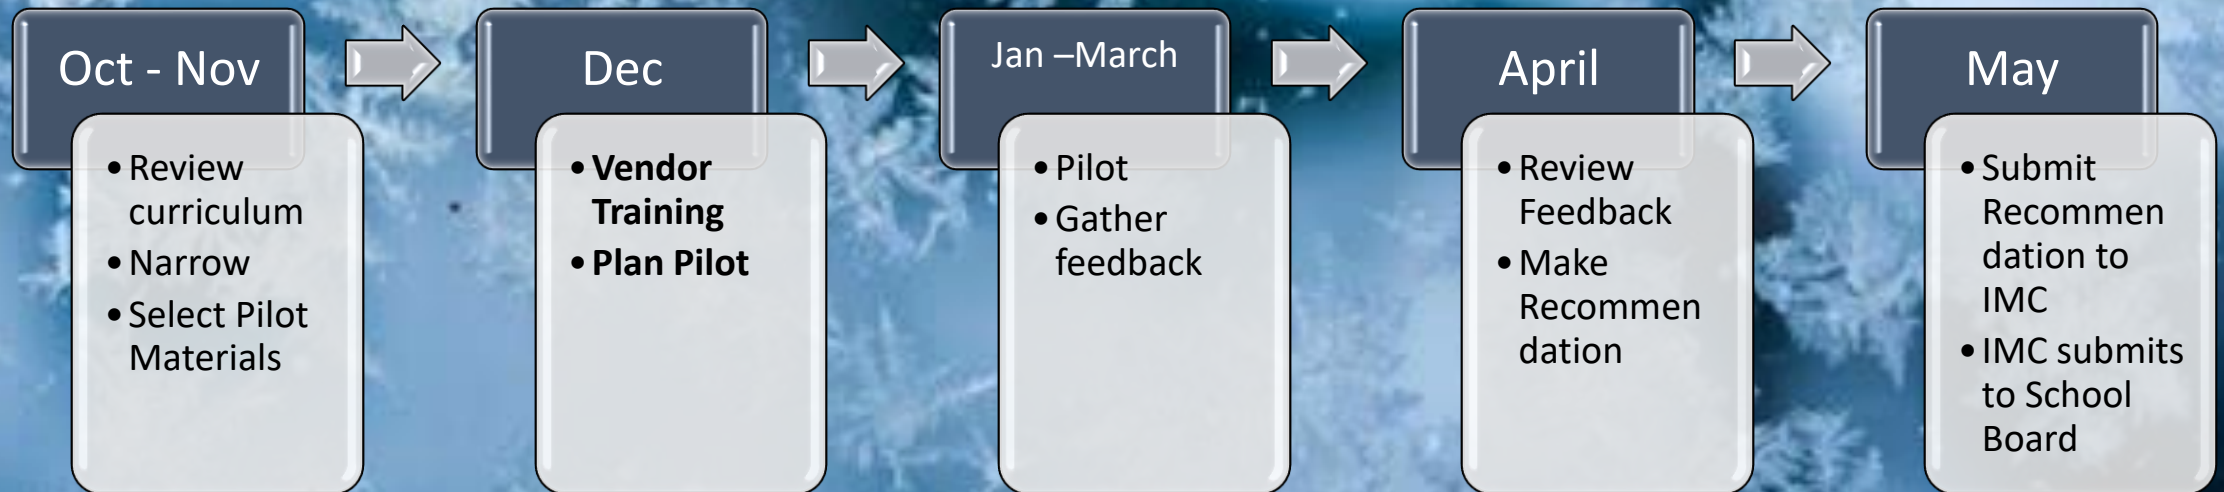 Oct - Nov
• Review
curriculum
• Narrow
• Select Pilot
Materials
Dec
• Vendor
Training
• Plan Pilot
Jan –March
• Pilot
• Gather
feedback
April
• Review
Feedback
• Make
Recommen
dation
May
• Submit
Recommen
dation to
IMC
• IMC submits
to School
Board